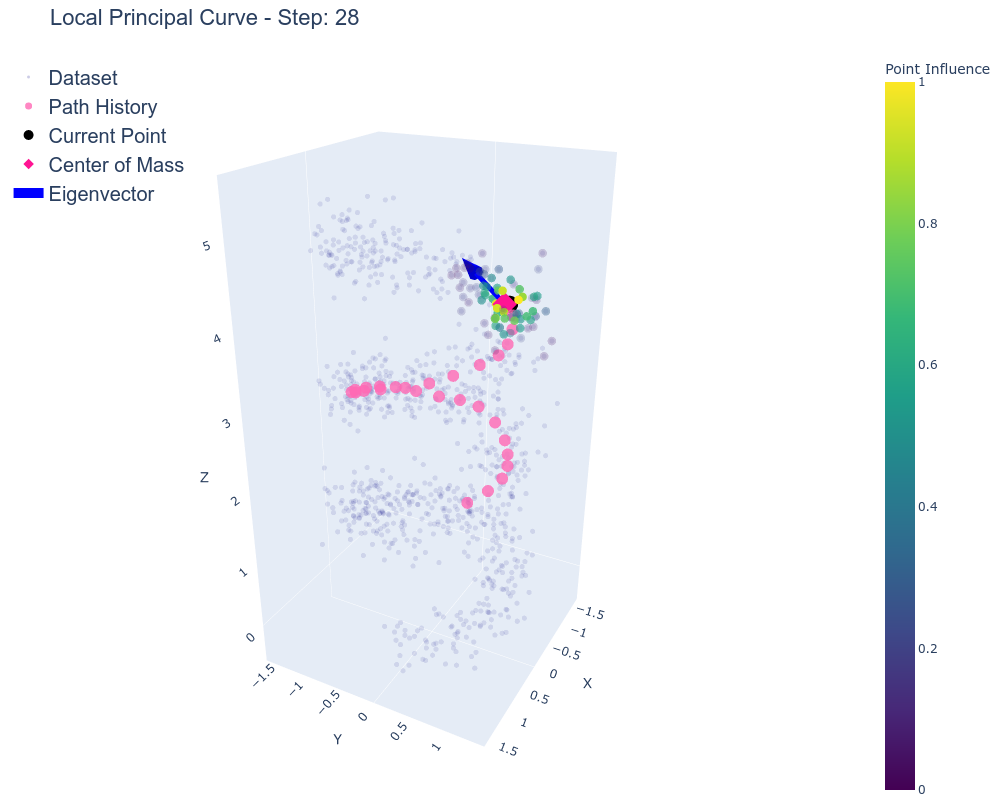 Local Principal Curve - Step: 28
Dataset
Path History
Current Point
Center of Mass
Eigenvector
Point Influence
1
0.8
0.6
0.4
0.2
0
5
4
3
Z
2
1
0
−1.5
−1
−0.5
0
0.5
1
Y
−1.5
−1
−0.5
0
0.5
1
1.5
X